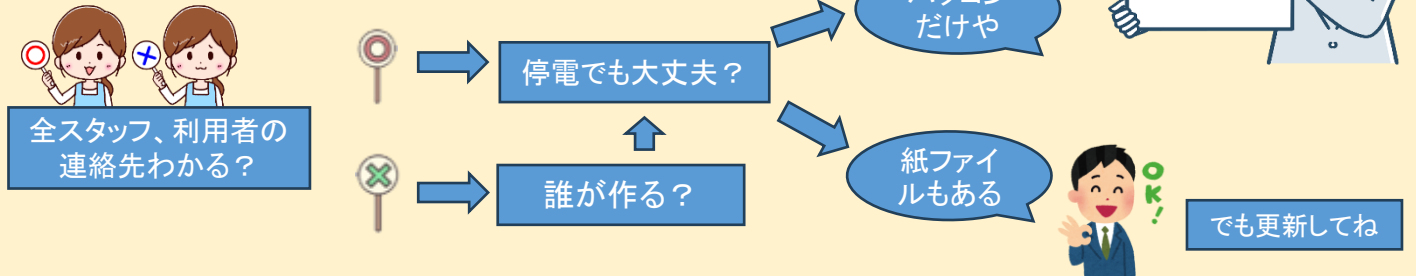 全スタッフ、利用者の
連絡先わかる？
停電でも大丈夫？
誰が作る？
だけや
紙ファイ
ルもある
OK!
でも更新してね